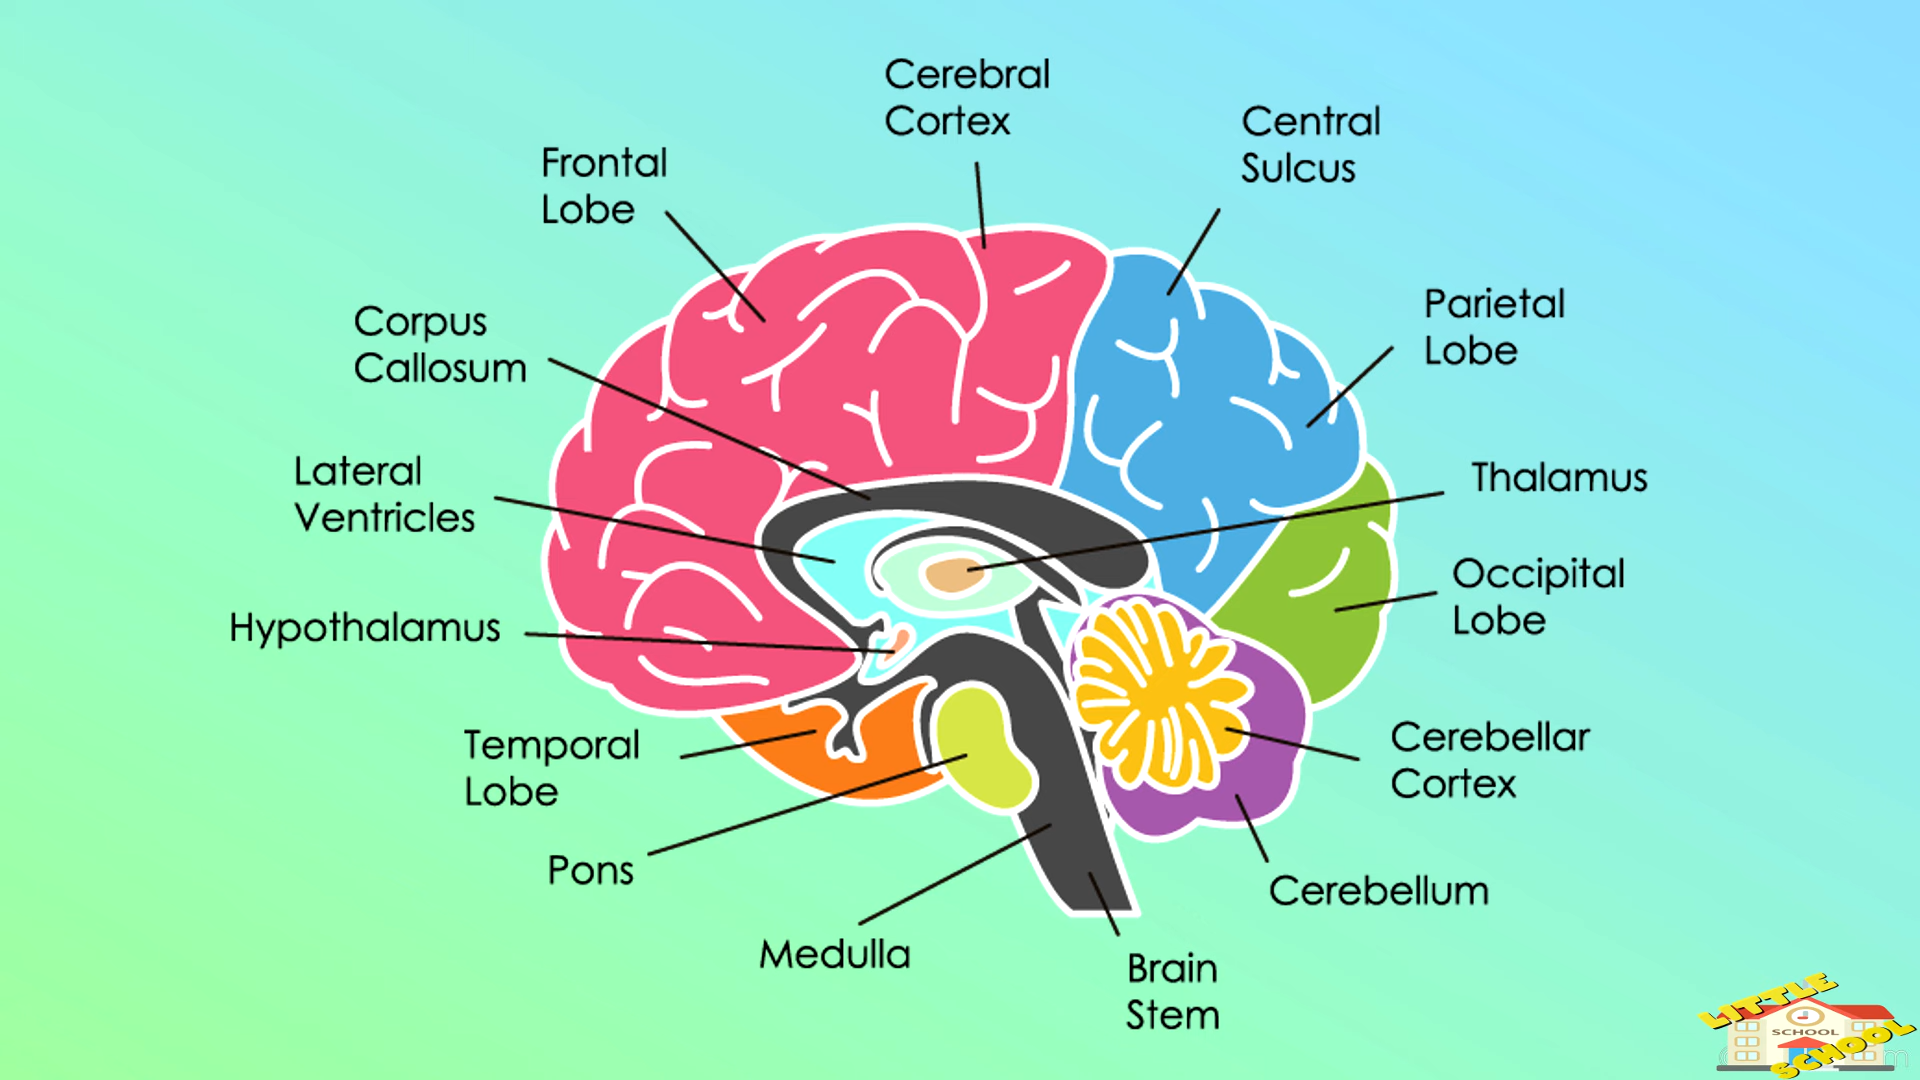 Cerebral
Cortex
Central
Sulcus
Frontal
Lobe
Parietal
Lobe
Corpus
Callosum
Lateral
Ventricles
Thalamus
Occipital
Lobe
Hypothalamus
Temporal
Lobe
Cerebellar
Cortex
Pons
Cerebellum
Medulla
Brain
Stem
LITTLE
SCHOOL
SCHOOL